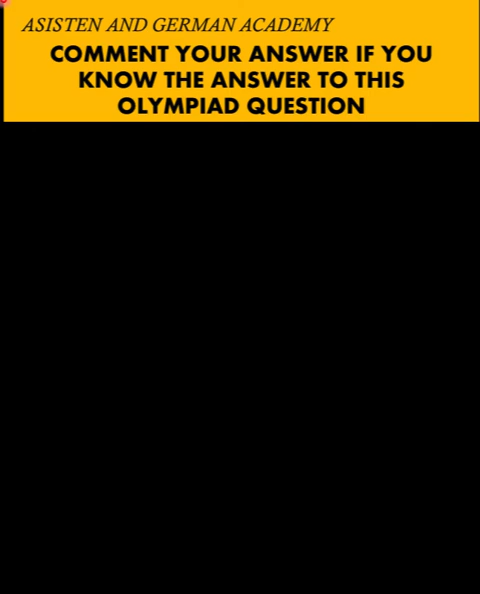 ASISTEN AND GERMAN ACADEMY
COMMENT YOUR ANSWER IF YOU
KNOW THE ANSWER TO THIS
OLYMPIAD QUESTION